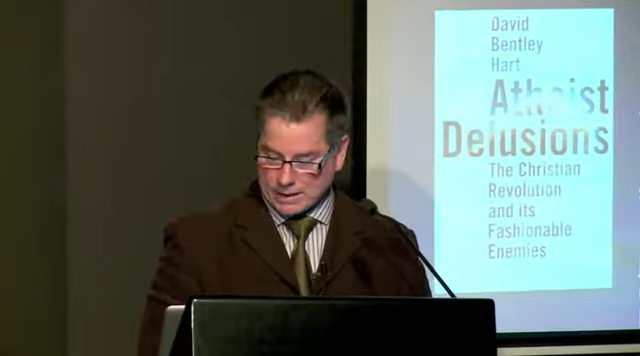 David
Bentley
Hart
Atheist
Delusions
The Christian
Revolution
and its
Fashionable
Enemies